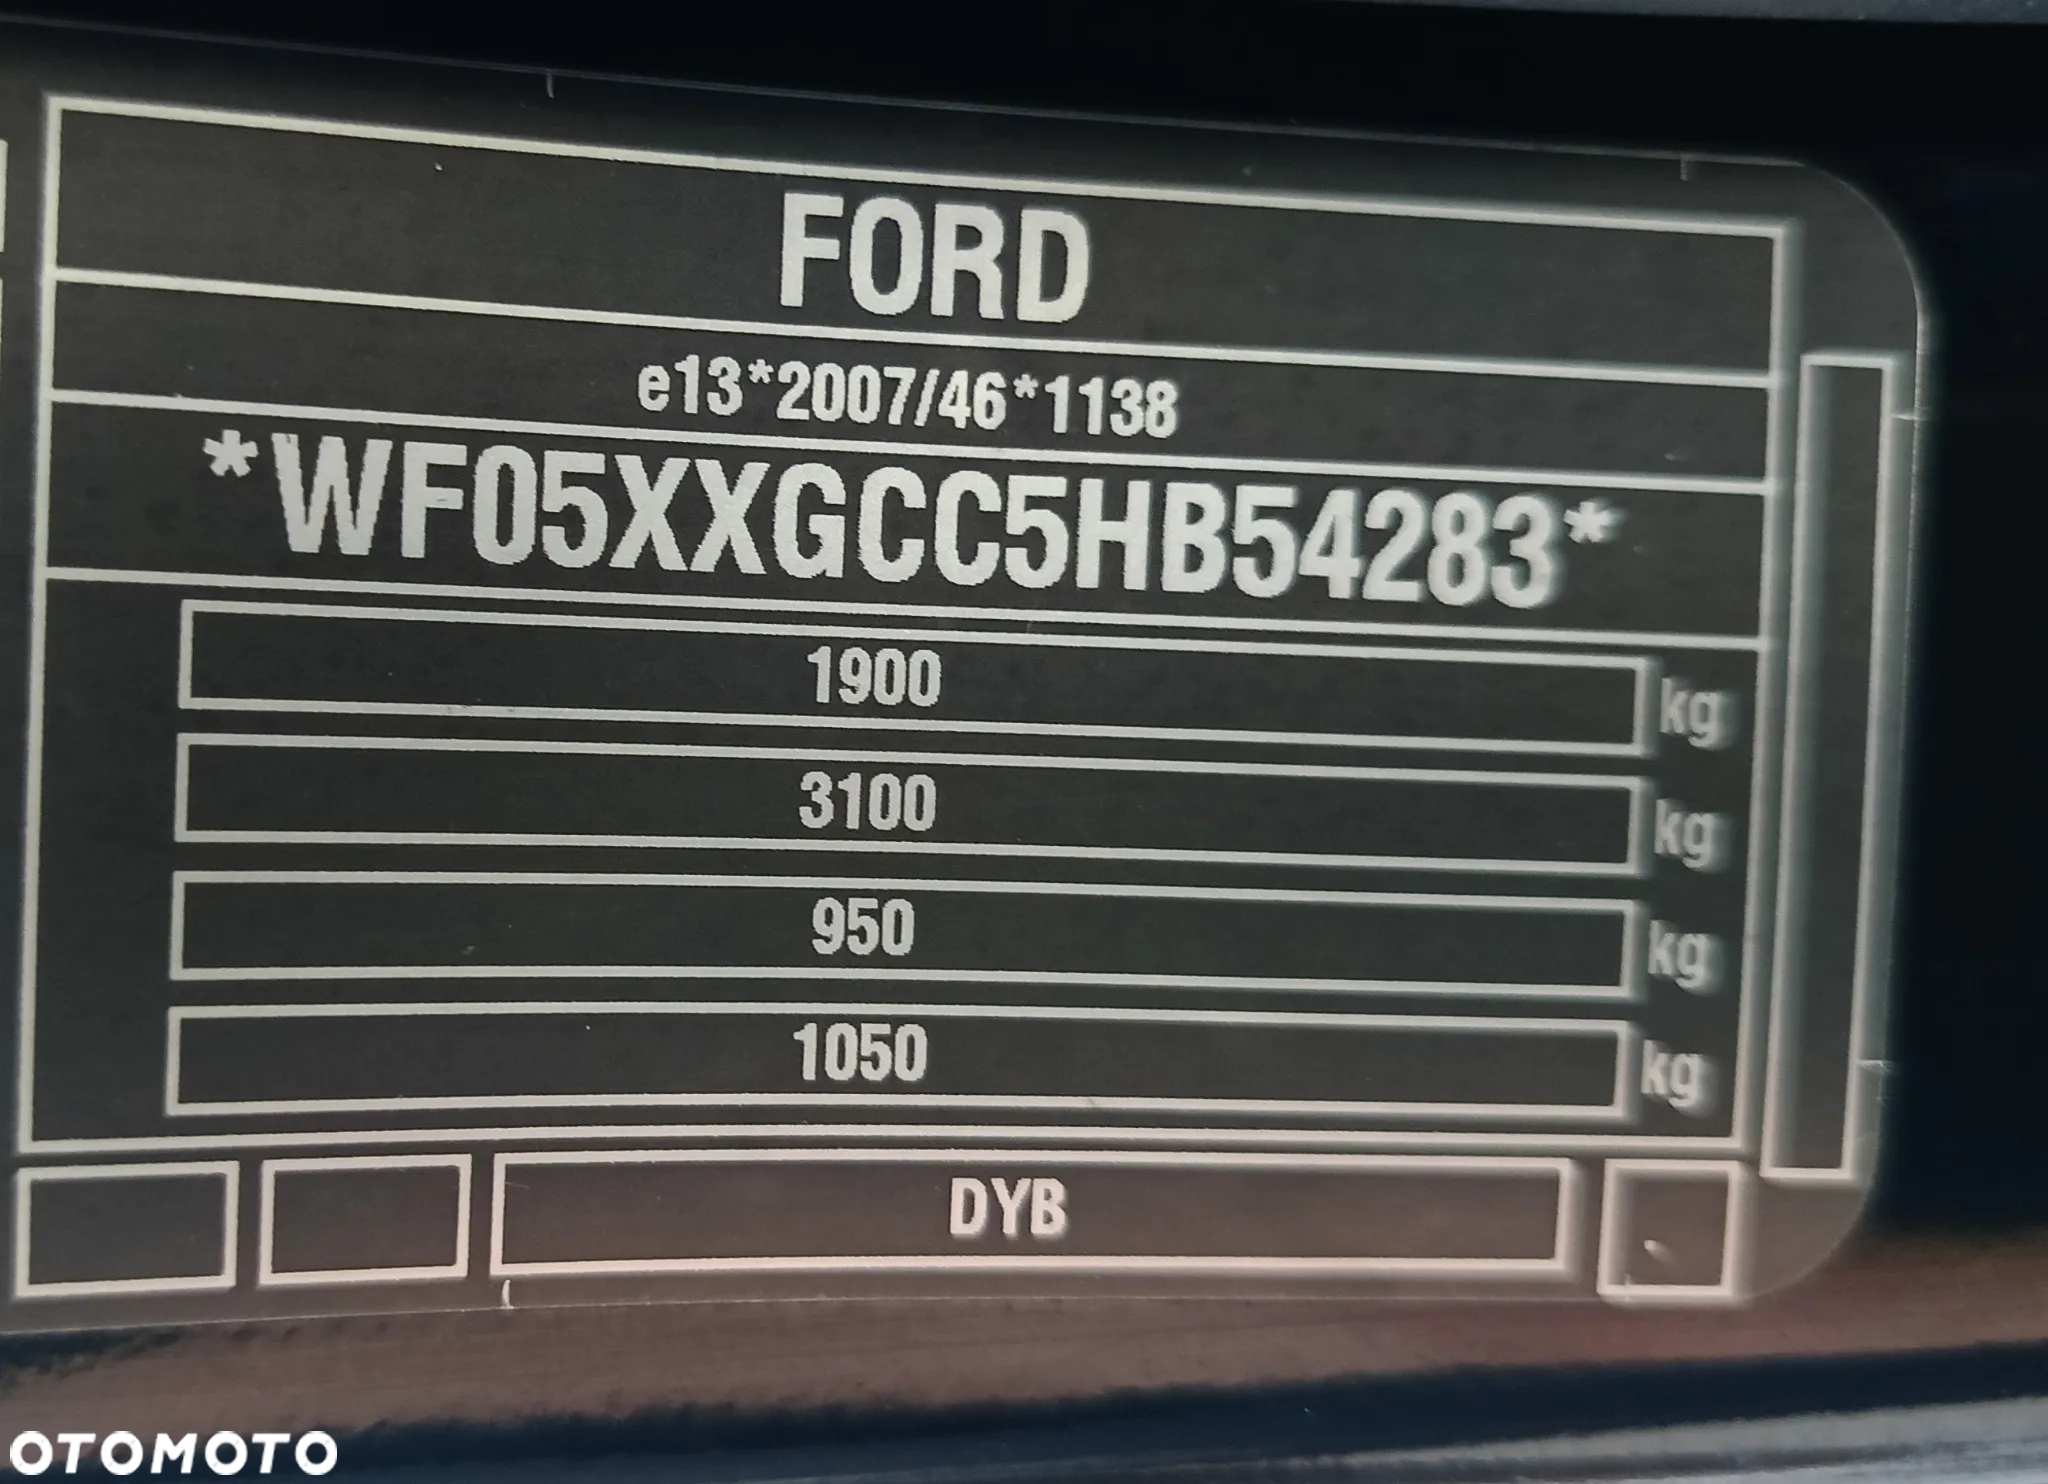 FORD
e13*2007/46*1138
*WF05XXGCC5HB54283*
1900 kg
3100 kg
950 kg
1050 kg
DYB
OTOMOTO